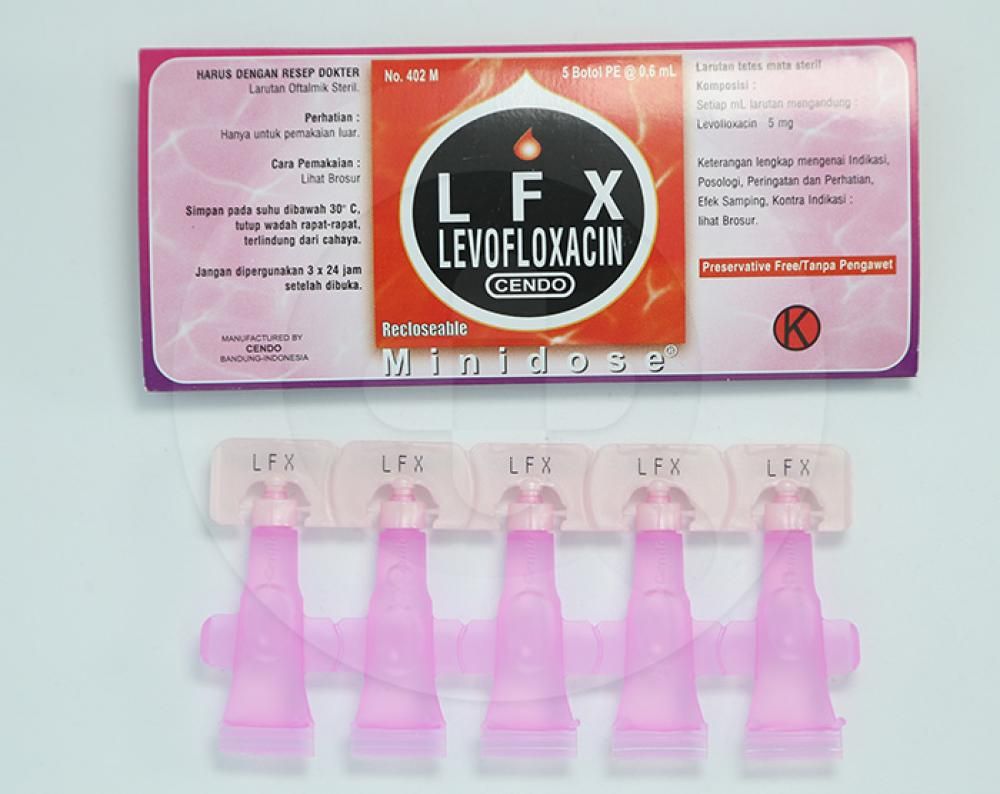 HARUS DENGAN RESEP DOKTER
Larutan Oftalmik Steril.
Perhatian :
Hanya untuk pemakaian luar.
Cara Pemakaian :
Lihat Brosur
Simpan pada suhu dibawah 30° C,
tutup wadah rapat-rapat,
terlindung dari cahaya.
Jangan dipergunakan 3 x 24 jam
setelah dibuka.
MANUFACTURED BY
CENDO
BANDUNG-INDONESIA
No. 402 M
5 Botol PE @ 0,6 mL
LFX
LEVOFLOXACIN
CENDO
Recloseable
Minidose®
Larutan tetes mata steril
Komposisi :
Setiap mL larutan mengandung :
Levofloxacin 5 mg
Keterangan lengkap mengenai Indikasi,
Posologi, Peringatan dan Perhatian,
Efek Samping, Kontra Indikasi :
lihat Brosur.
Preservative Free/Tanpa Pengawet
K
LFX
LFX
LFX
LFX
LFX